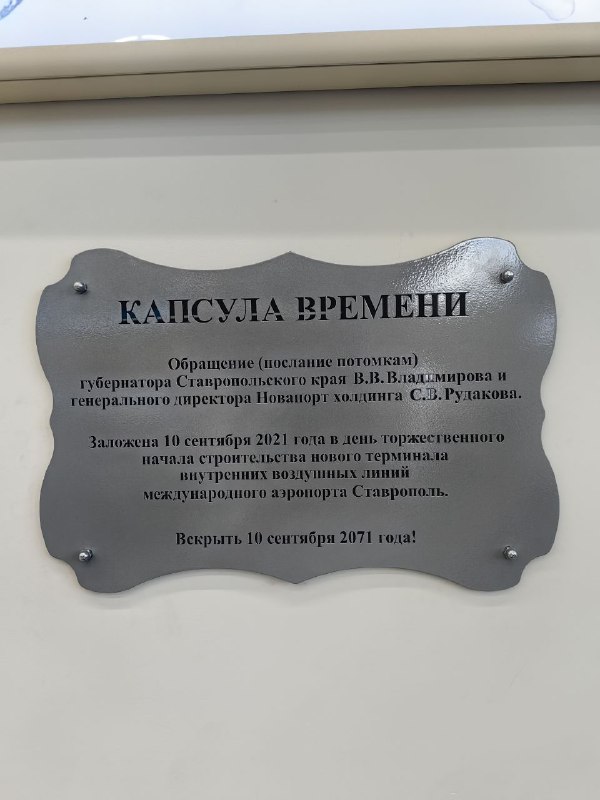 КАПСУЛА ВРЕМЕНИ
Обращение (послание потомкам)
губернатора Ставропольского края В.В.Владимирова и
генерального директора Новапорт холдинга С.В.Рудакова.
Заложена 10 сентября 2021 года в день торжественного
начала строительства нового терминала
внутренних воздушных линий
международного аэропорта Ставрополь.
Вскрыть 10 сентября 2071 года!